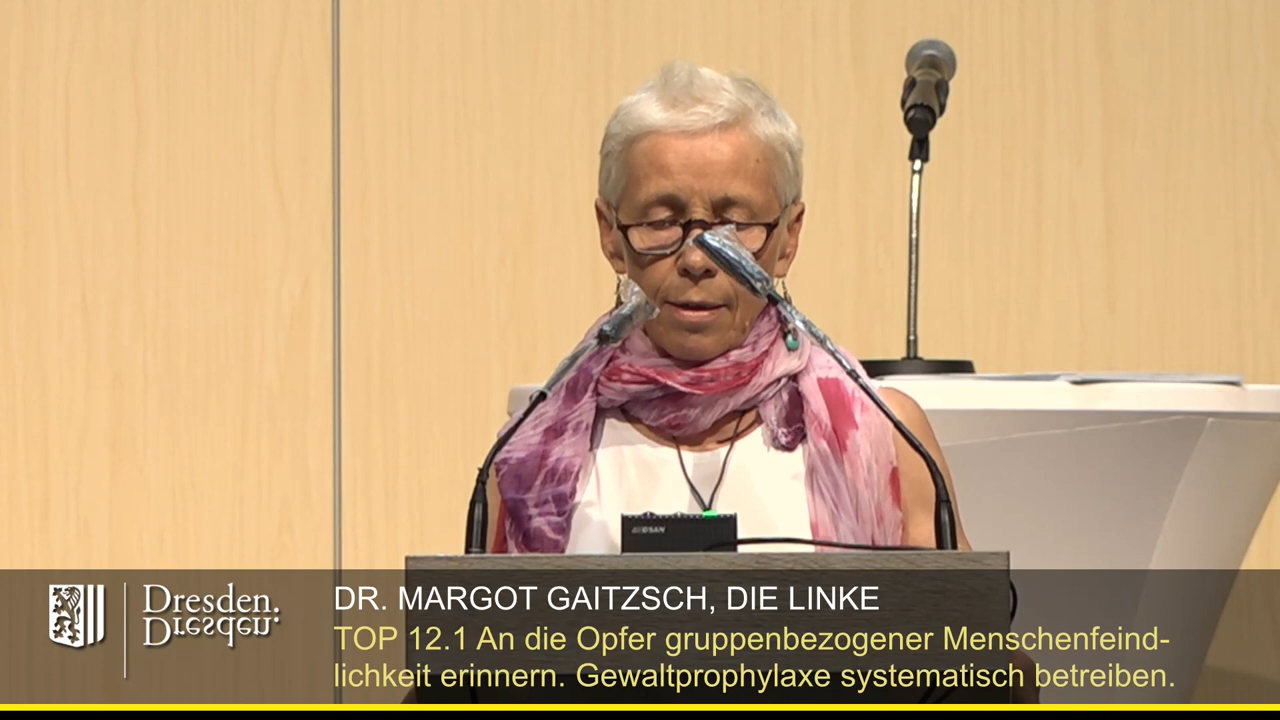 DR. MARGOT GAITZSCH, DIE LINKE
Dresden.
Dresden.
TOP 12.1 An die Opfer gruppenbezogener Menschenfeind-
lichkeit erinnern. Gewaltprophylaxe systematisch betreiben.